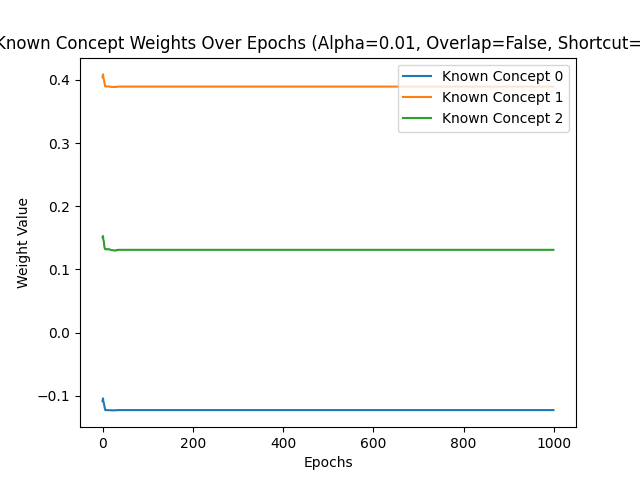 Known Concept Weights Over Epochs (Alpha=0.01, Overlap=False, Shortcut=
Known Concept 0
Known Concept 1
Known Concept 2
Weight Value
0.4
0.3
0.2
0.1
0.0
−0.1
0
200
400
600
800
1000
Epochs